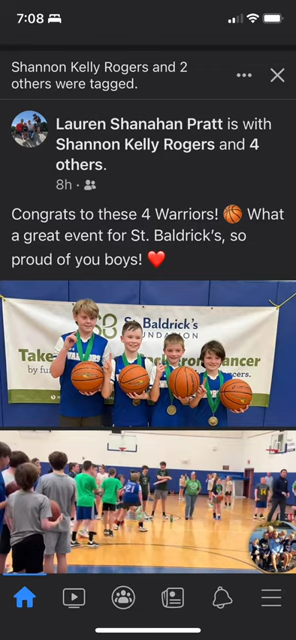 7:08
Shannon Kelly Rogers and 2
others were tagged.
Lauren Shanahan Pratt is with
Shannon Kelly Rogers and 4
others.
8h ·
Congrats to these 4 Warriors! 🏀 What
a great event for St. Baldrick's, so
proud of you boys! ❤️
St. Baldrick's
FOUNDATION
Take
cancer
by
cers.
21